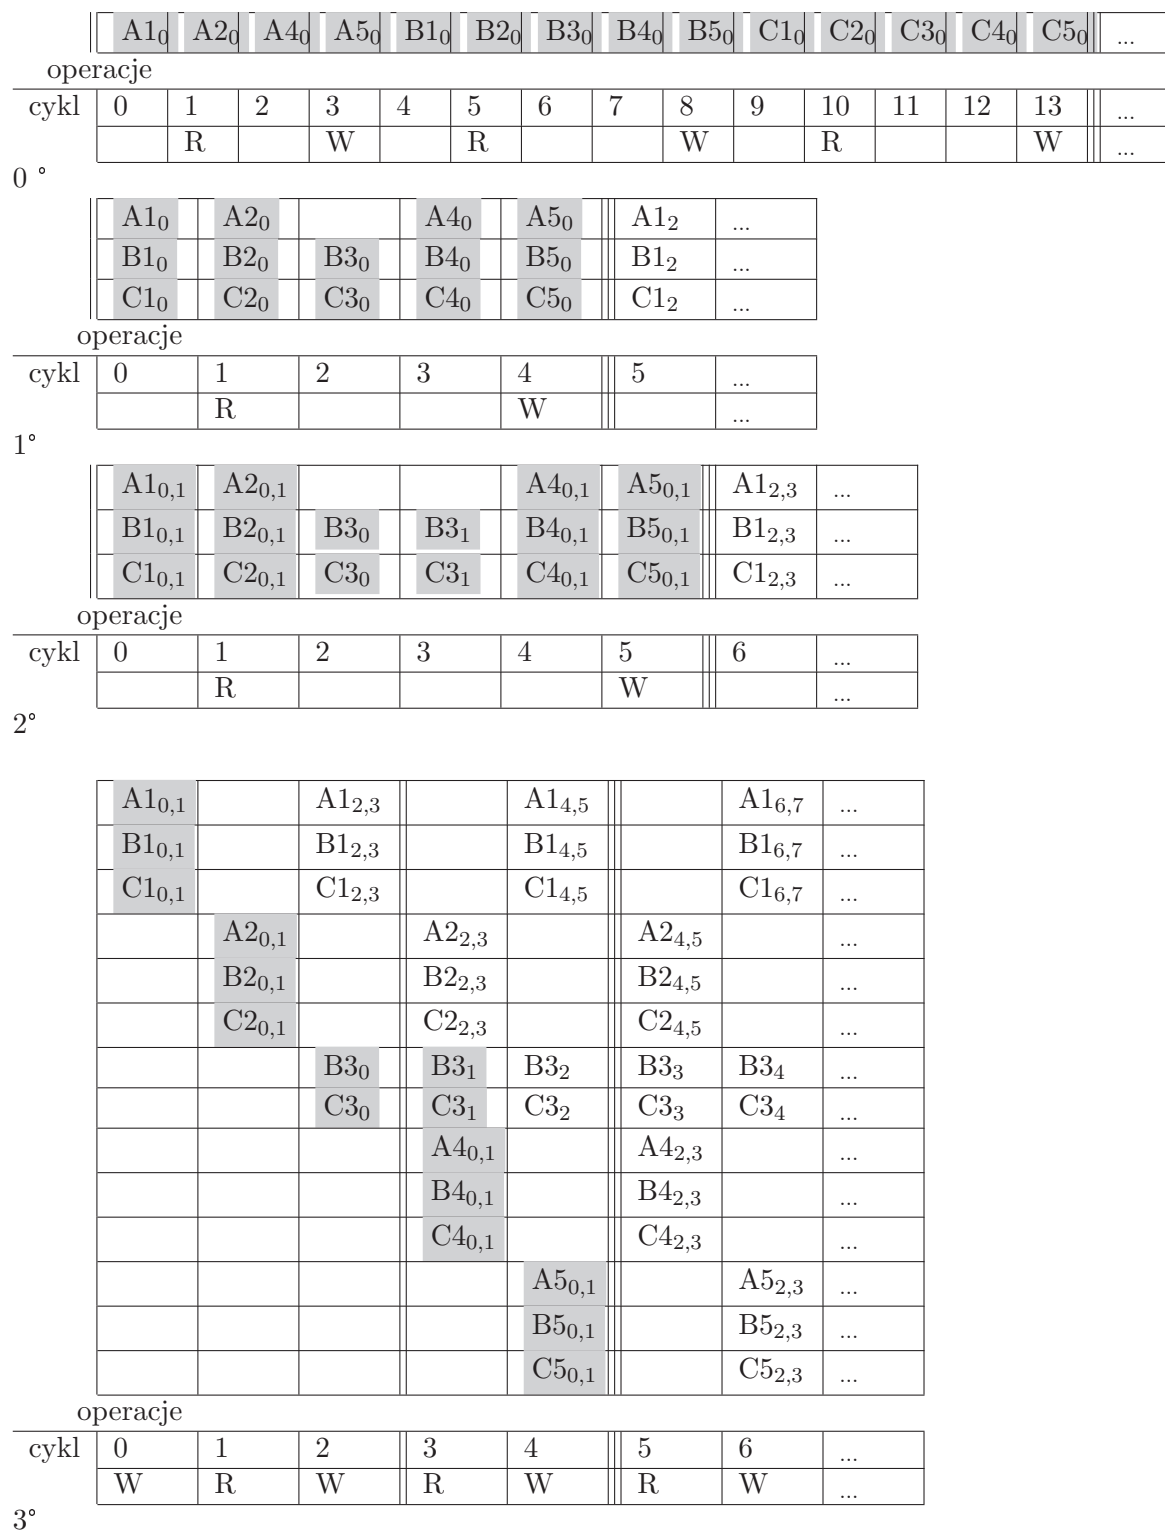 A1₀ A2₀ A4₀ A5₀ B1₀ B2₀ B3₀ B4₀ B5₀ C1₀ C2₀ C3₀ C4₀ C5₀ ...
operacje
cykl 0 1 2 3 4 5 6 7 8 9 10 11 12 13 ...
R W R W R W ...
0 °
A1₀ A2₀ A4₀ A5₀ A1₂ ...
B1₀ B2₀ B3₀ B4₀ B5₀ B1₂ ...
C1₀ C2₀ C3₀ C4₀ C5₀ C1₂ ...
operacje
cykl 0 1 2 3 4 5 ...
R W ...
1°
A1₀,₁ A2₀,₁ A4₀,₁ A5₀,₁ A1₂,₃ ...
B1₀,₁ B2₀,₁ B3₀ B3₁ B4₀,₁ B5₀,₁ B1₂,₃ ...
C1₀,₁ C2₀,₁ C3₀ C3₁ C4₀,₁ C5₀,₁ C1₂,₃ ...
operacje
cykl 0 1 2 3 4 5 6 ...
R W ...
2°
A1₀,₁ A1₂,₃ A1₄,₅ A1₆,₇ ...
B1₀,₁ B1₂,₃ B1₄,₅ B1₆,₇ ...
C1₀,₁ C1₂,₃ C1₄,₅ C1₆,₇ ...
A2₀,₁ A2₂,₃ A2₄,₅ ...
B2₀,₁ B2₂,₃ B2₄,₅ ...
C2₀,₁ C2₂,₃ C2₄,₅ ...
B3₀ B3₁ B3₂ B3₃ B3₄ ...
C3₀ C3₁ C3₂ C3₃ C3₄ ...
A4₀,₁ A4₂,₃ ...
B4₀,₁ B4₂,₃ ...
C4₀,₁ C4₂,₃ ...
A5₀,₁ A5₂,₃ ...
B5₀,₁ B5₂,₃ ...
C5₀,₁ C5₂,₃ ...
operacje
cykl 0 1 2 3 4 5 6 ...
W R W R W R W ...
3°